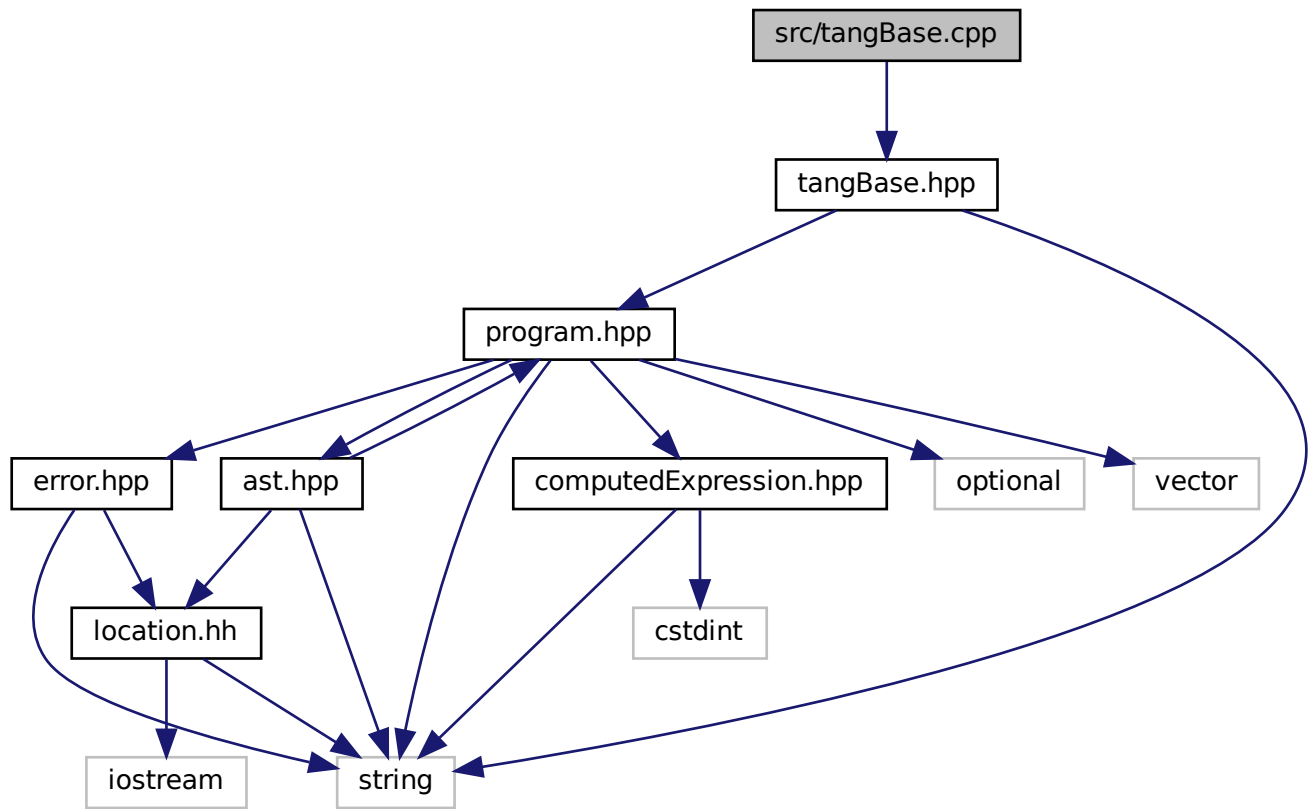 src/tangBase.cpp
tangBase.hpp
program.hpp
error.hpp
ast.hpp
computedExpression.hpp
optional
vector
location.hh
cstdint
iostream
string